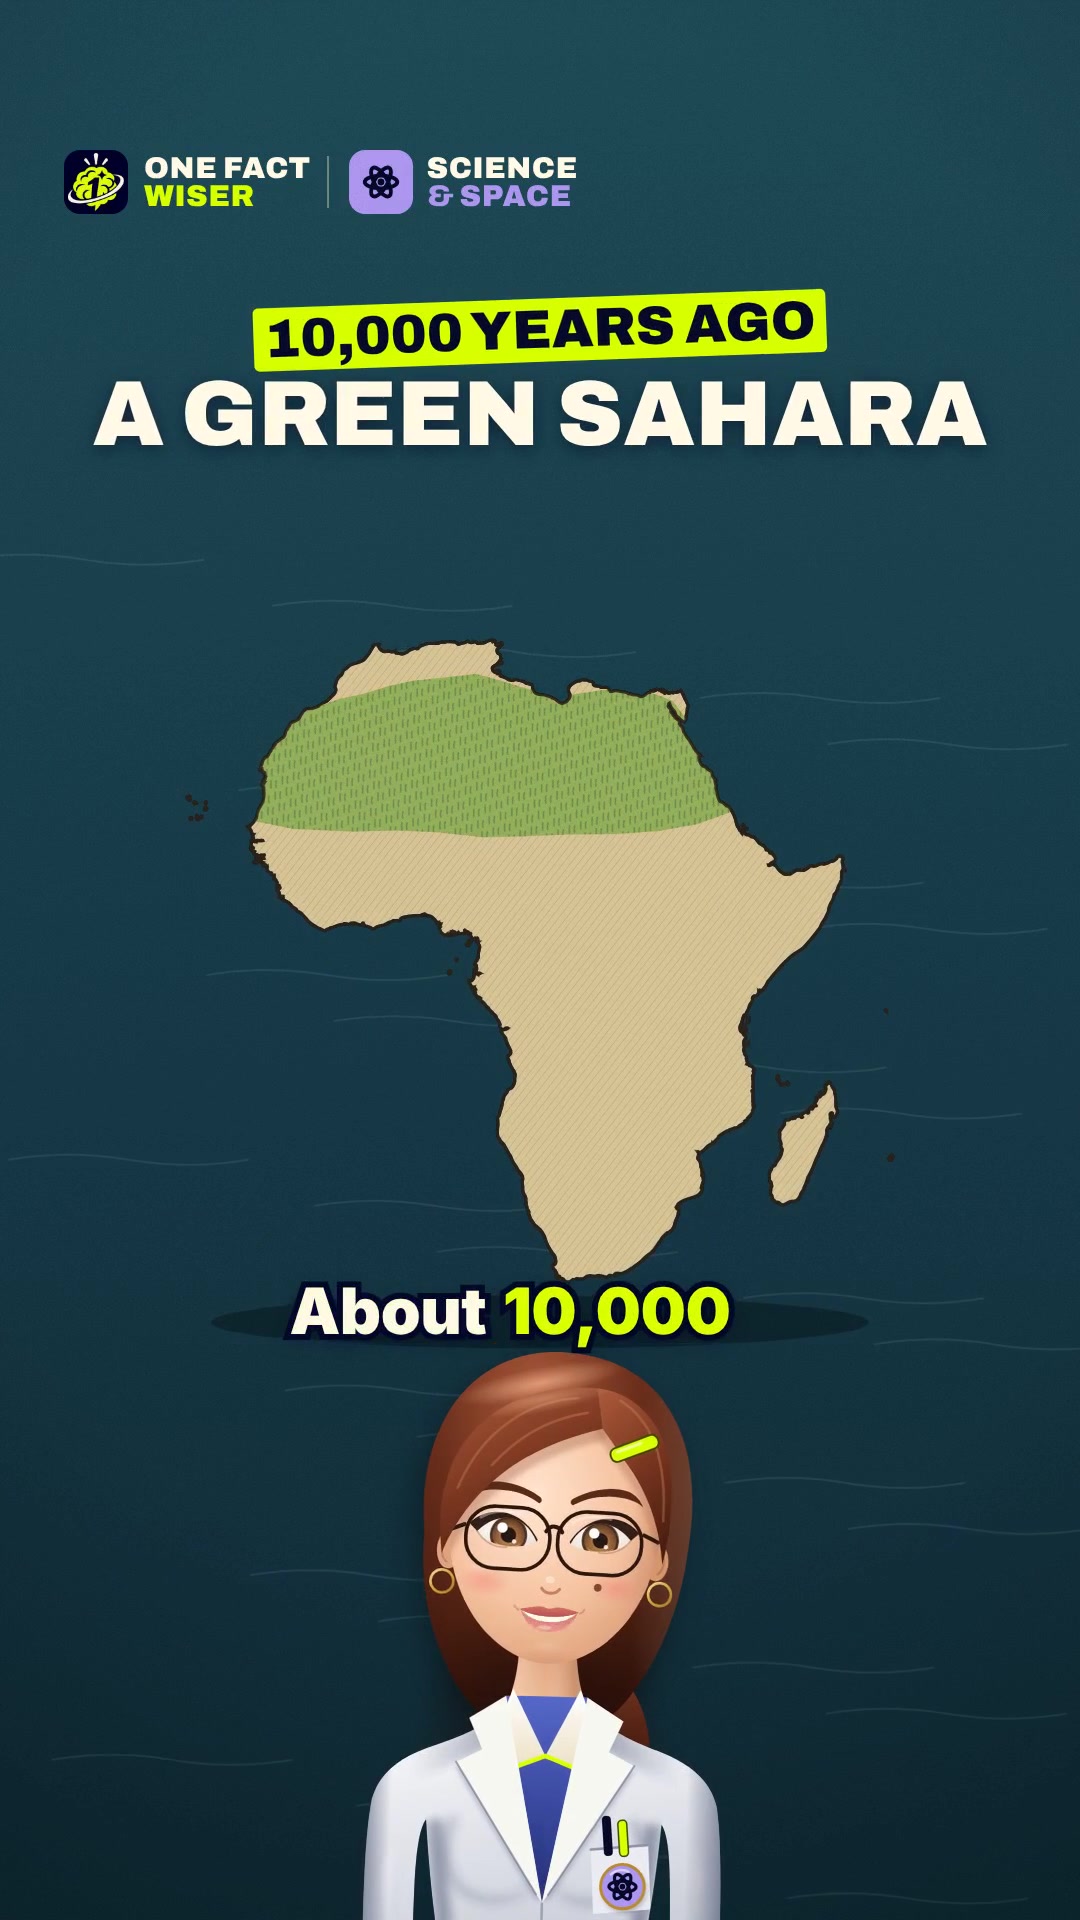 ONE FACT
WISER
SCIENCE
& SPACE
10,000 YEARS AGO
A GREEN SAHARA
About 10,000